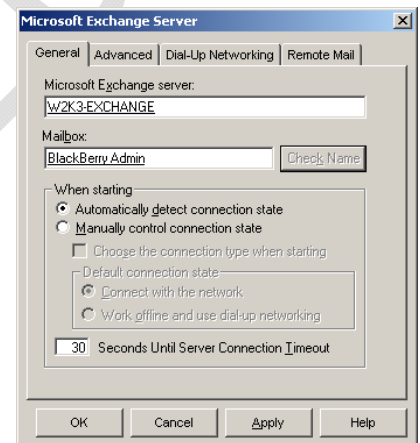 Microsoft Exchange Server
General Advanced Dial-Up Networking Remote Mail
Microsoft Exchange server:
W2K3-EXCHANGE
Mailbox:
BlackBerry Admin Check Name
When starting
Automatically detect connection state
Manually control connection state
Choose the connection type when starting
Default connection state
Connect with the network
Work offline and use dial-up networking
30 Seconds Until Server Connection Timeout
OK Cancel Apply Help